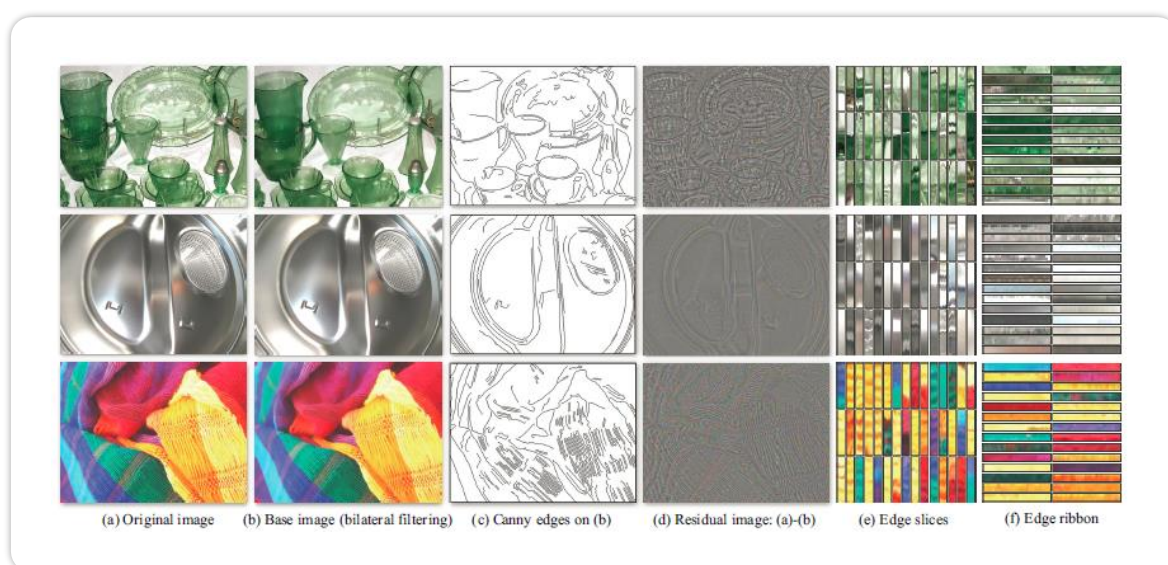 (a) Original image
(b) Base image (bilateral filtering)
(c) Canny edges on (b)
(d) Residual image: (a)-(b)
(e) Edge slices
(f) Edge ribbon